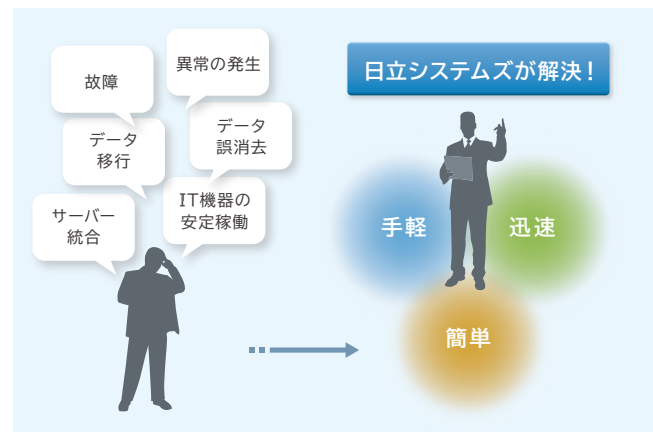 故障
異常の発生
データ
移行
データ
誤消去
サーバー
統合
IT機器の
安定稼働
日立システムズが解決！
手軽
迅速
簡単